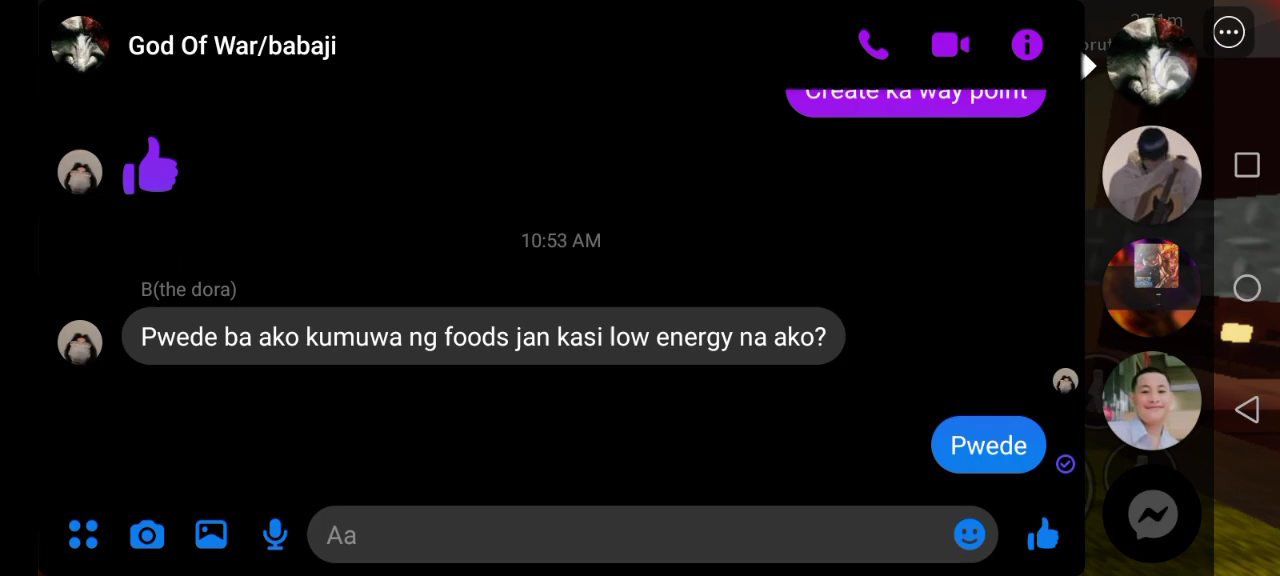 God Of War/babaji
Create ka way point
10:53 AM
B(the dora)
Pwede ba ako kumuwa ng foods jan kasi low energy na ako?
Pwede
Aa